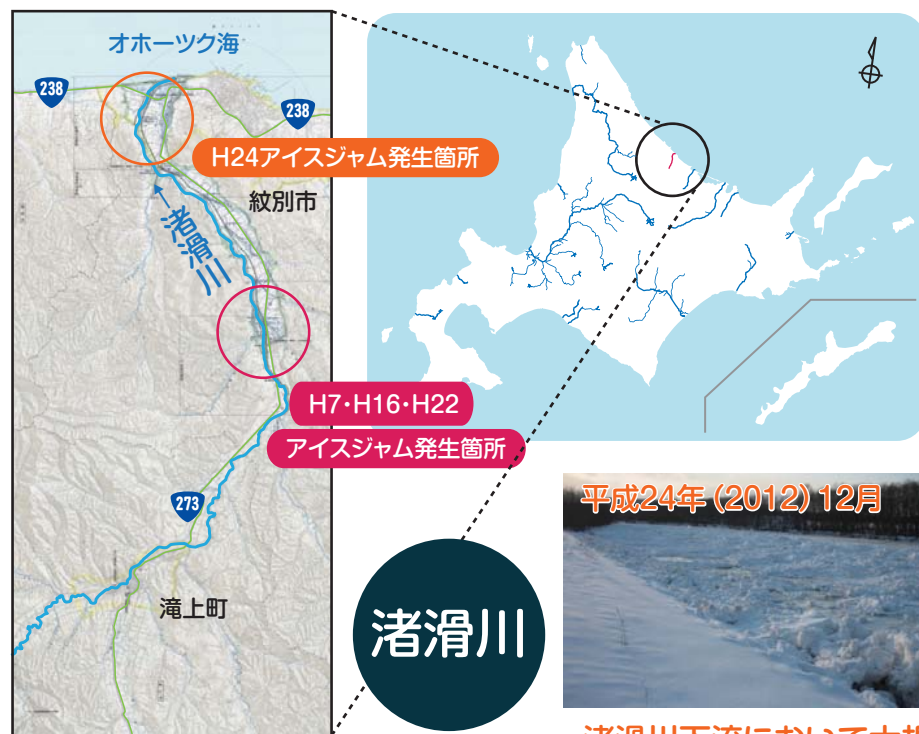 オホーツク海
238
238
H24アイスジャム発生箇所
紋別市
渚滑川
H7・H16・H22
アイスジャム発生箇所
273
滝上町
渚滑川
平成24年（2012）12月